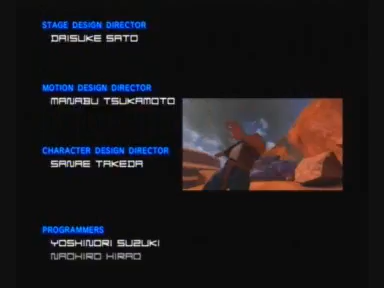 STAGE DESIGN DIRECTOR
DAISUKE SATO
MOTION DESIGN DIRECTOR
MANABU TSUKAMOTO
CHARACTER DESIGN DIRECTOR
SANAE TAKEDA
PROGRAMMERS
YOSHINORI SUZUKI
NAOHIRO HIRAO